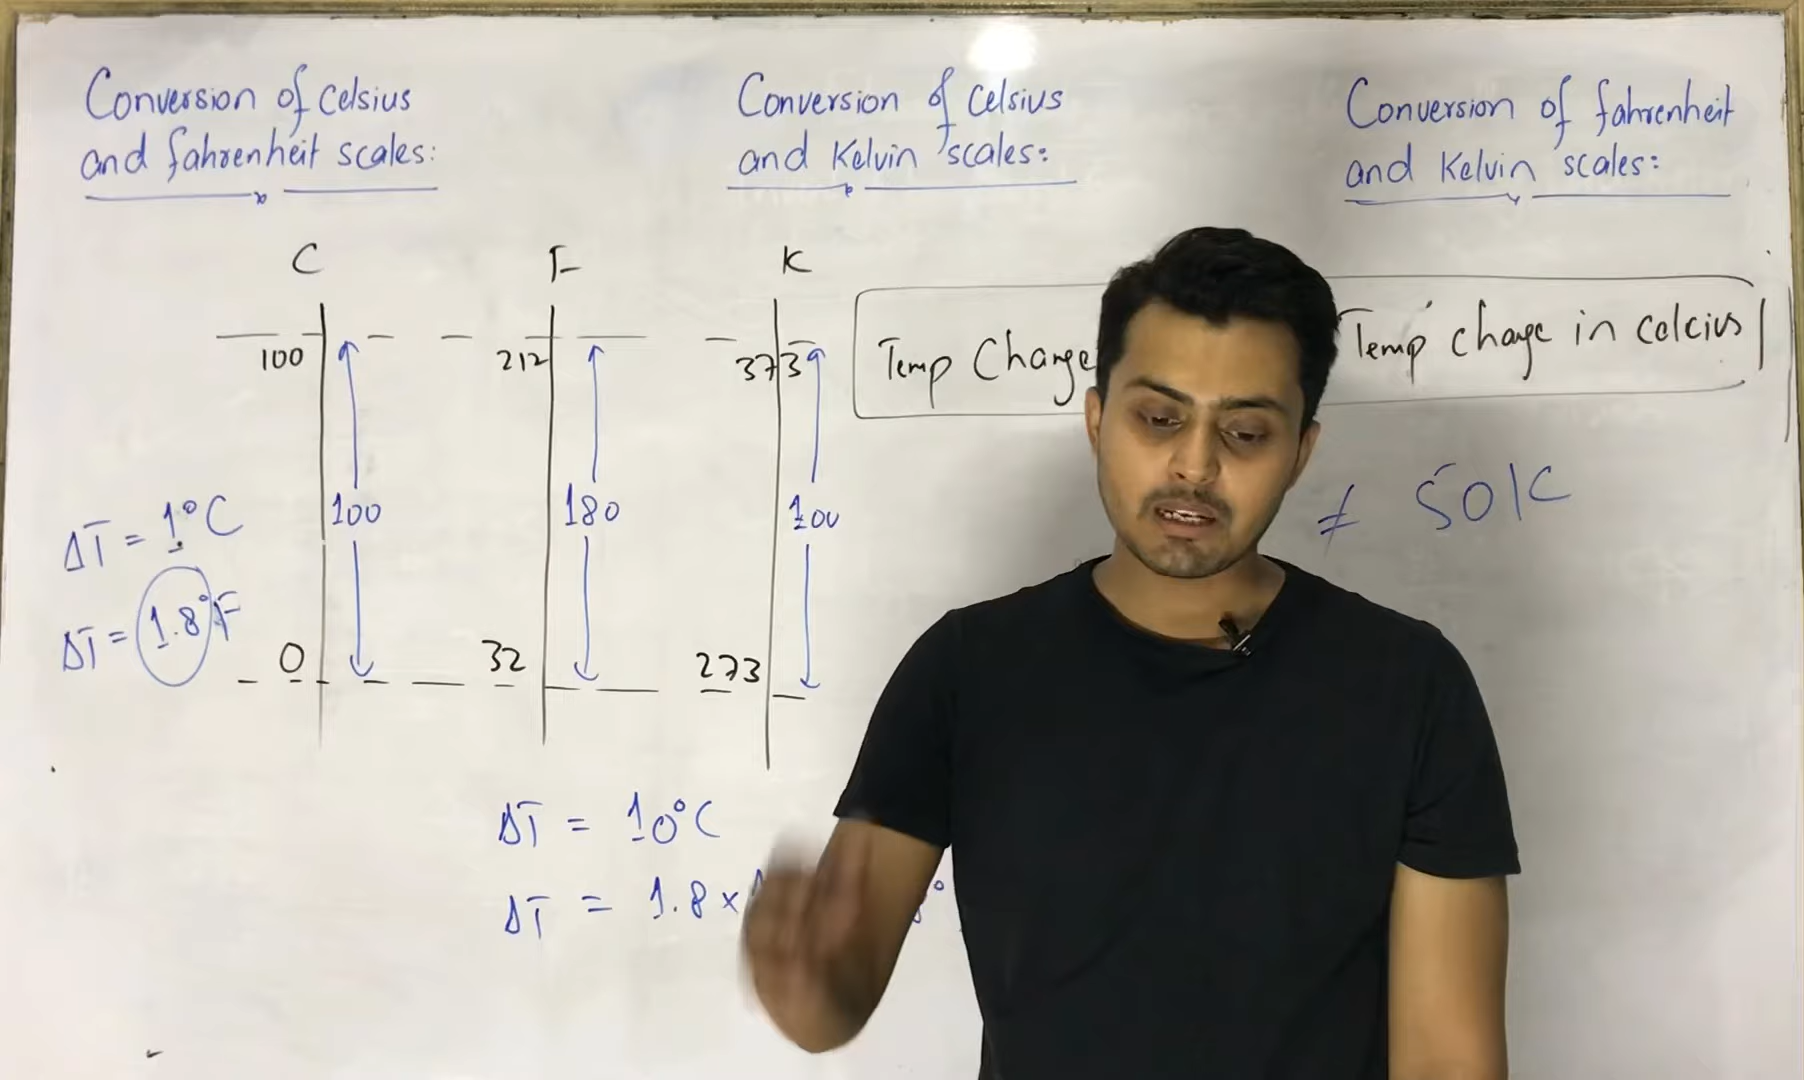 Conversion of Celsius
and fahrenheit scales:
Conversion of Celsius
and Kelvin scales:
Conversion of fahrenheit
and Kelvin scales:
C F K
100 212 373
Temp Change
Temp change in celcius
ΔT = 1°C
100 180 100
≠ 50K
ΔT = 1.8°F
0 32 273
ΔT = 10°C
ΔT = 1.8 ×